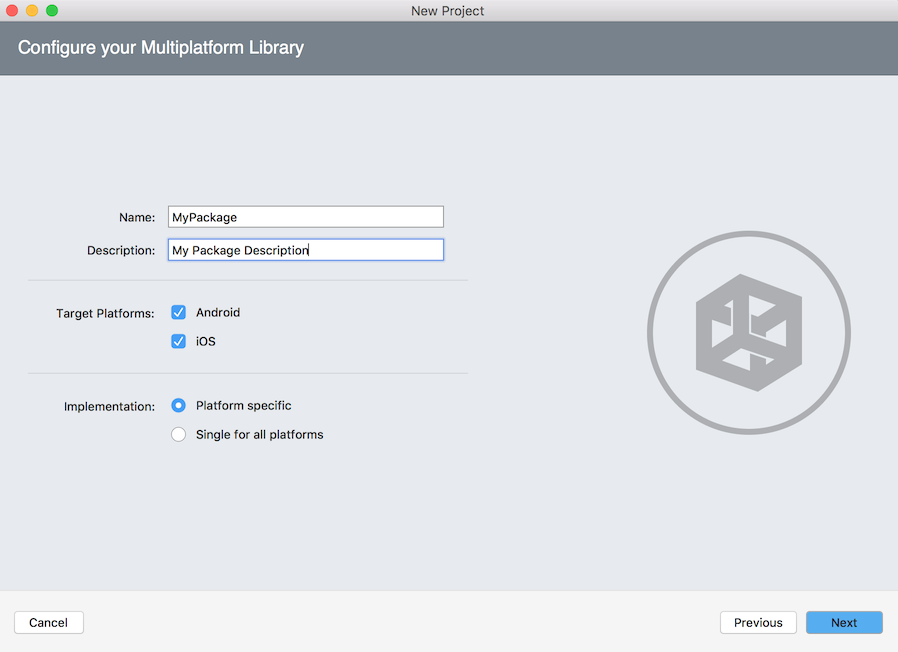 New Project
Configure your Multiplatform Library
Name: MyPackage
Description: My Package Description
Target Platforms: Android
iOS
Implementation: Platform specific
Single for all platforms
Cancel Previous Next